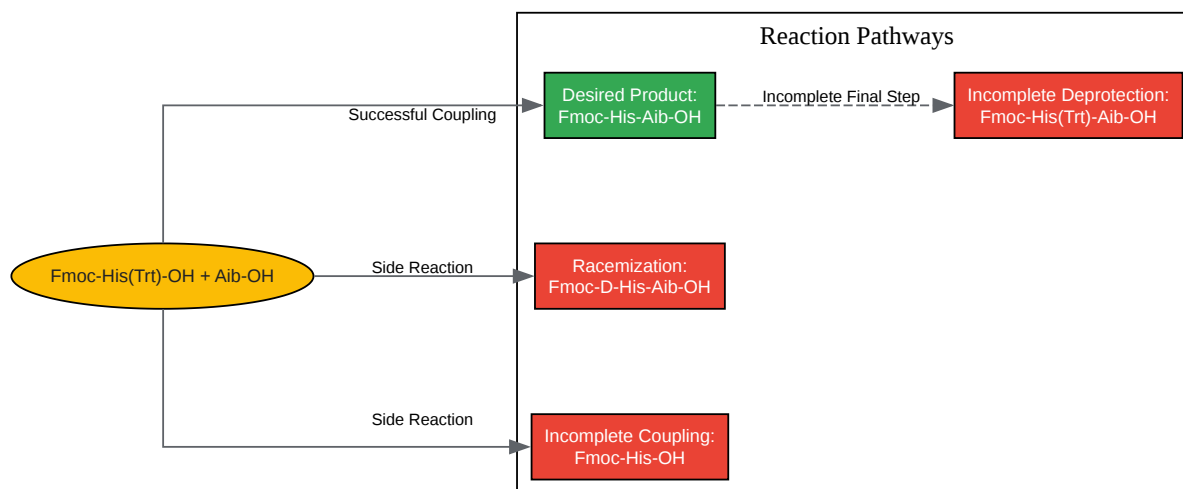 Reaction Pathways
Desired Product:
Fmoc-His-Aib-OH
Incomplete Final Step
Incomplete Deprotection:
Fmoc-His(Trt)-Aib-OH
Successful Coupling
Fmoc-His(Trt)-OH + Aib-OH
Side Reaction
Racemization:
Fmoc-D-His-Aib-OH
Side Reaction
Incomplete Coupling:
Fmoc-His-OH